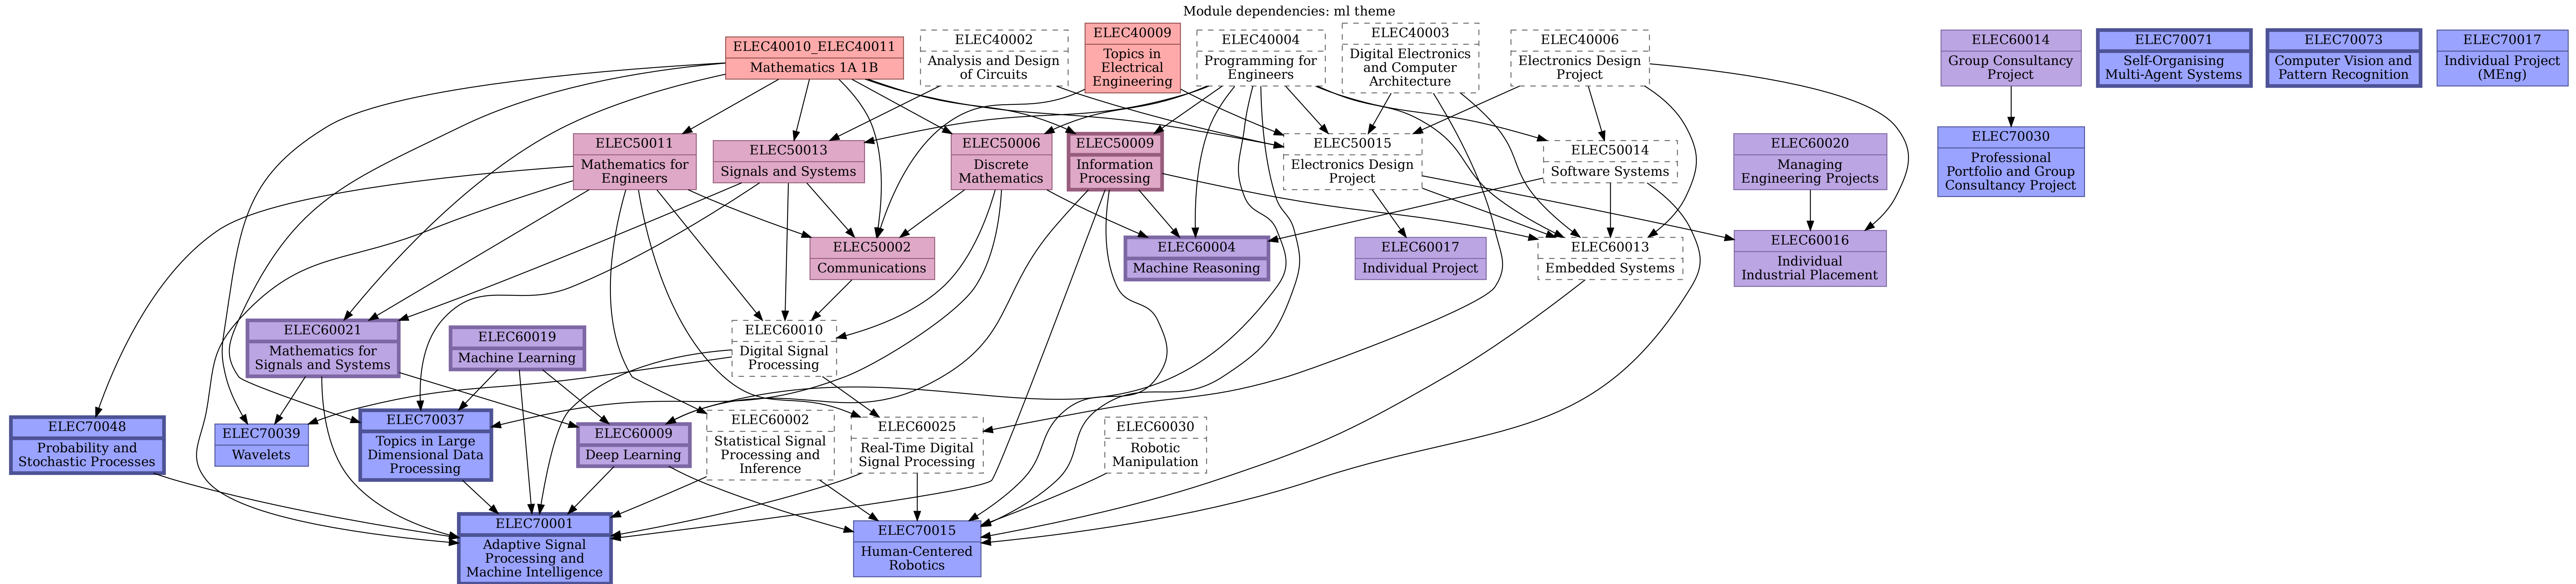 Module dependencies: ml theme
ELEC40010_ELEC40011
Mathematics 1A 1B
ELEC40002
Analysis and Design
of Circuits
ELEC40009
Topics in
Electrical
Engineering
ELEC40004
Programming for
Engineers
ELEC40003
Digital Electronics
and Computer
Architecture
ELEC40006
Electronics Design
Project
ELEC60014
Group Consultancy
Project
ELEC70071
Self-Organising
Multi-Agent Systems
ELEC70073
Computer Vision and
Pattern Recognition
ELEC70017
Individual Project
(MEng)
ELEC50011
Mathematics for
Engineers
ELEC50013
Signals and Systems
ELEC50006
Discrete
Mathematics
ELEC50009
Information
Processing
ELEC50015
Electronics Design
Project
ELEC50014
Software Systems
ELEC60020
Managing
Engineering Projects
ELEC70030
Professional
Portfolio and Group
Consultancy Project
ELEC50002
Communications
ELEC60004
Machine Reasoning
ELEC60017
Individual Project
ELEC60013
Embedded Systems
ELEC60016
Individual
Industrial Placement
ELEC60021
Mathematics for
Signals and Systems
ELEC60019
Machine Learning
ELEC60010
Digital Signal
Processing
ELEC70048
Probability and
Stochastic Processes
ELEC70039
Wavelets
ELEC70037
Topics in Large
Dimensional Data
Processing
ELEC60009
Deep Learning
ELEC60002
Statistical Signal
Processing and
Inference
ELEC60025
Real-Time Digital
Signal Processing
ELEC60030
Robotic
Manipulation
ELEC70001
Adaptive Signal
Processing and
Machine Intelligence
ELEC70015
Human-Centered
Robotics